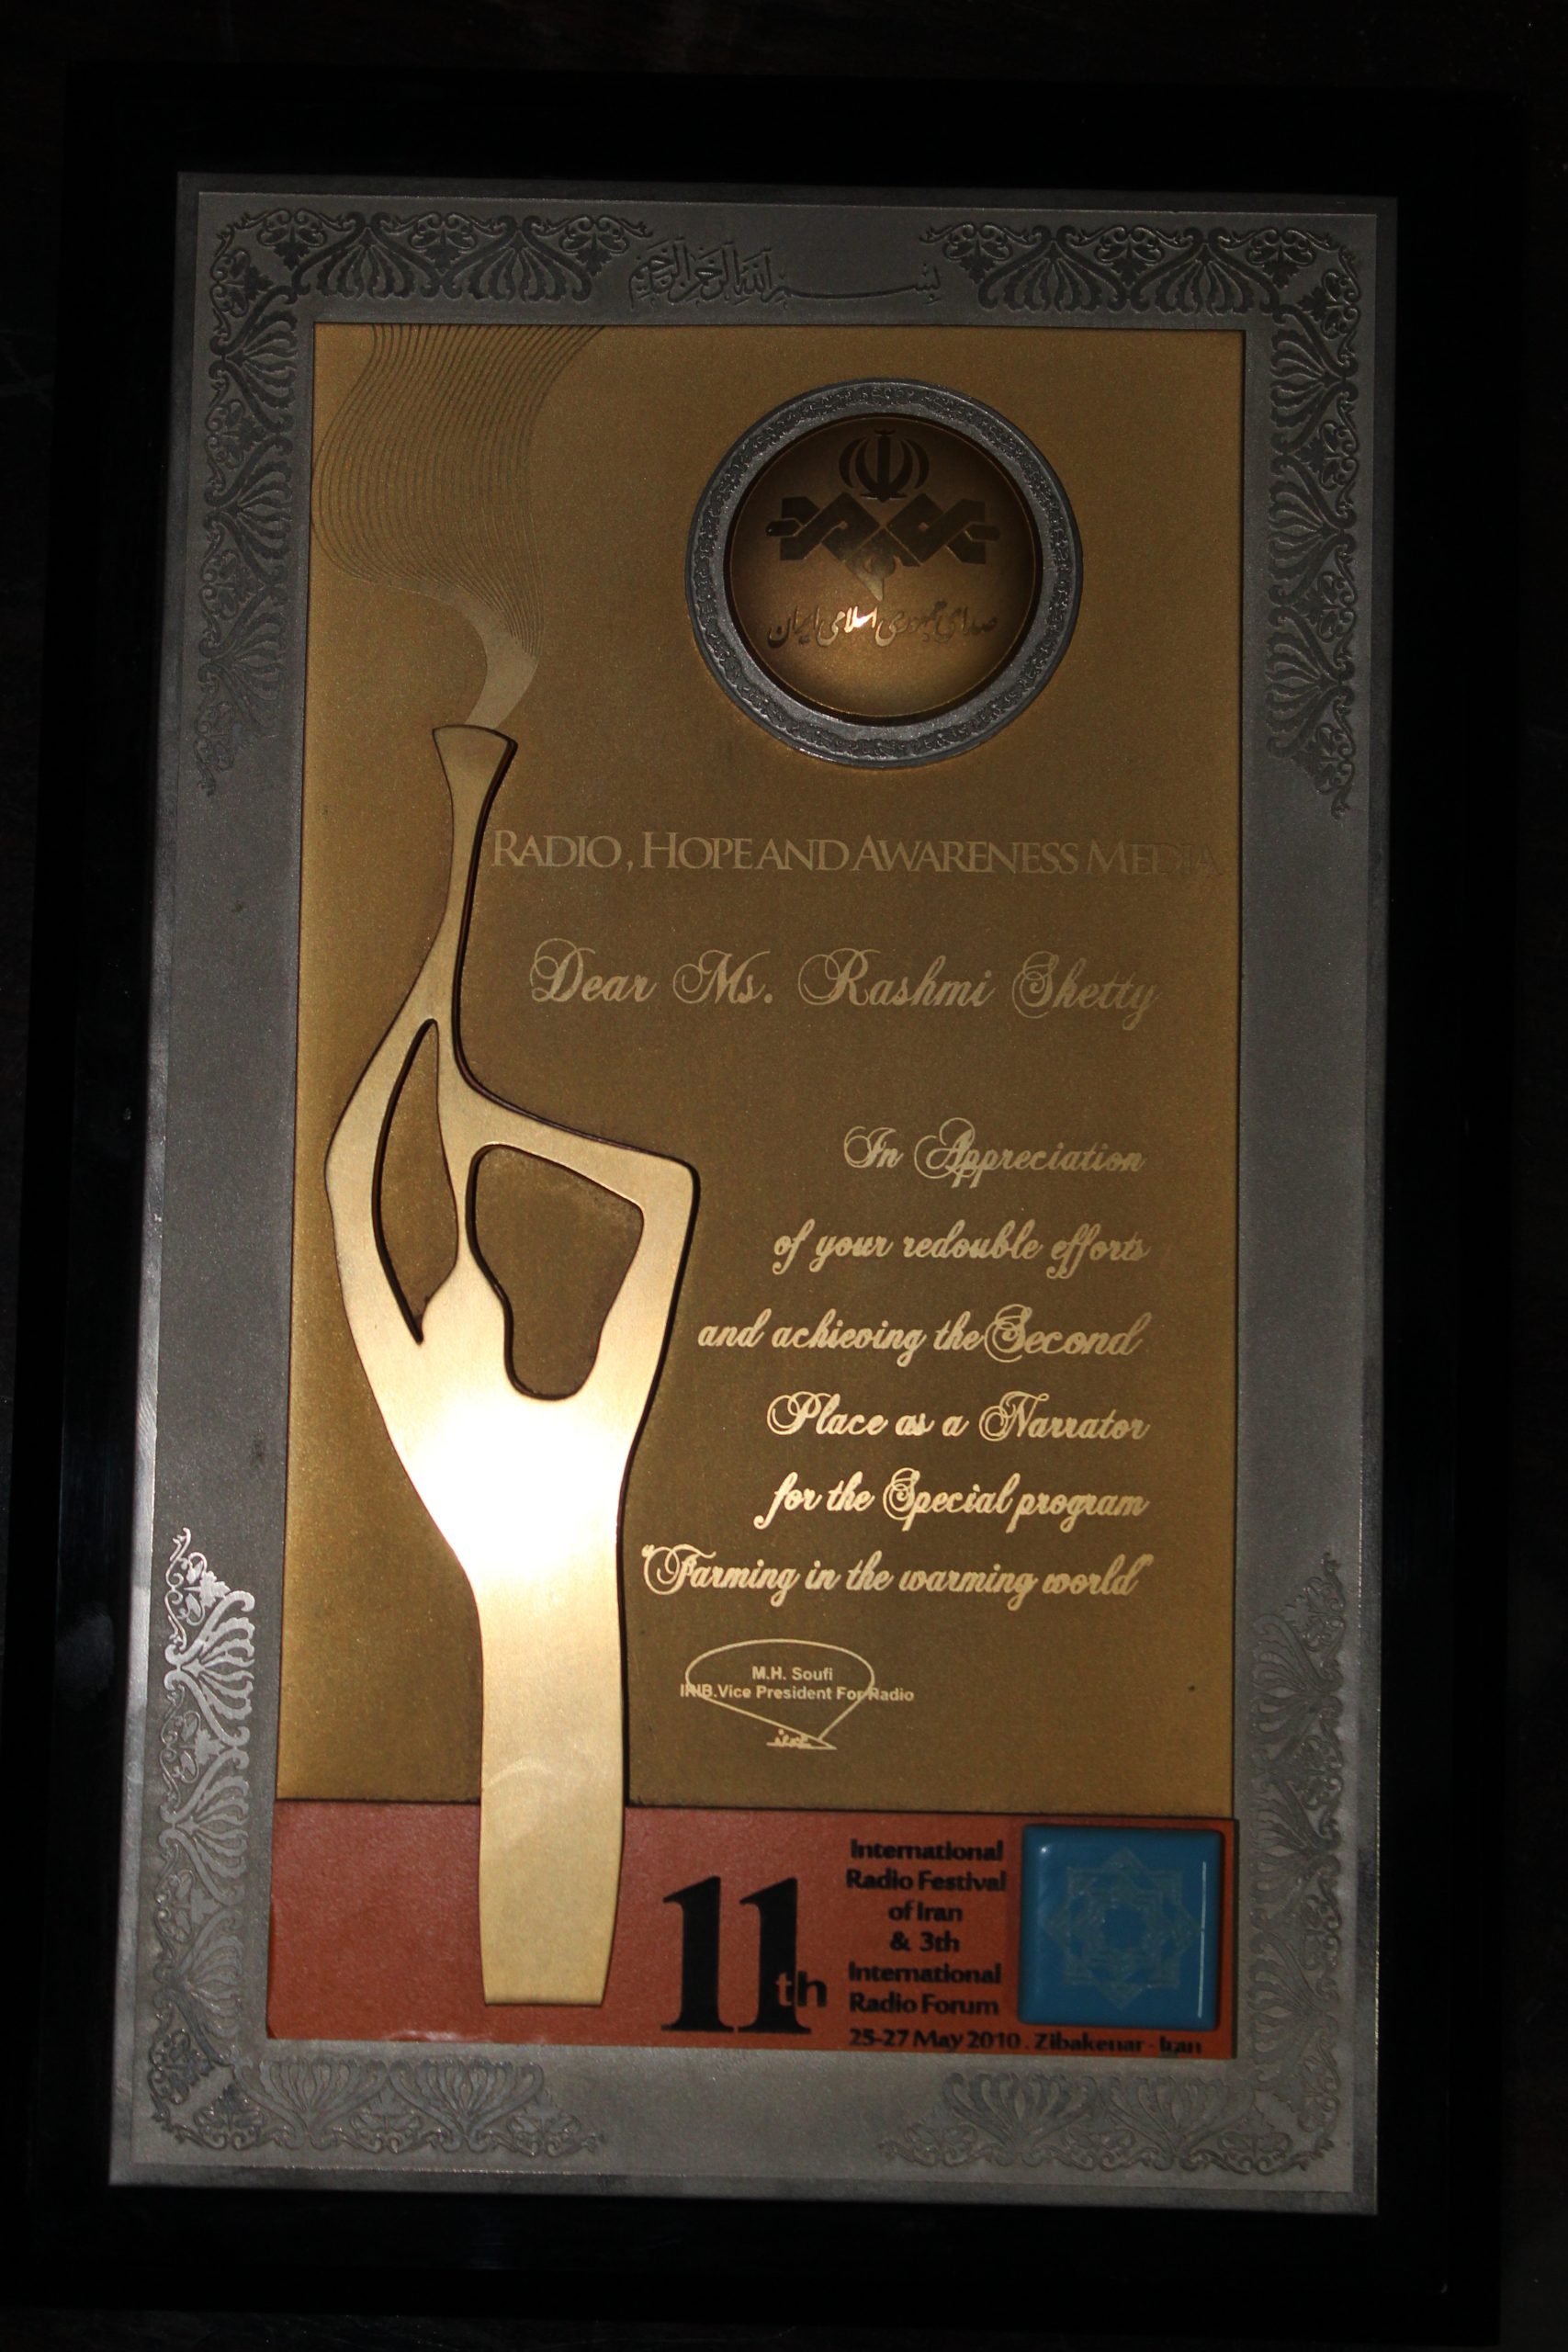 بسم الله الرحمن الرحیم
صدای جمهوری اسلامی ایران
RADIO, HOPE AND AWARENESS MEDIA
Dear Ms. Rashmi Shetty
In Appreciation
of your redouble efforts
and achieving the Second
Place as a Narrator
for the Special program
"Farming in the warming world"
M.H. Soufi
IRIB.Vice President For Radio
11th
International
Radio Festival
of Iran
& 3th
International
Radio Forum
25-27 May 2010 . Zibakenar - Iran